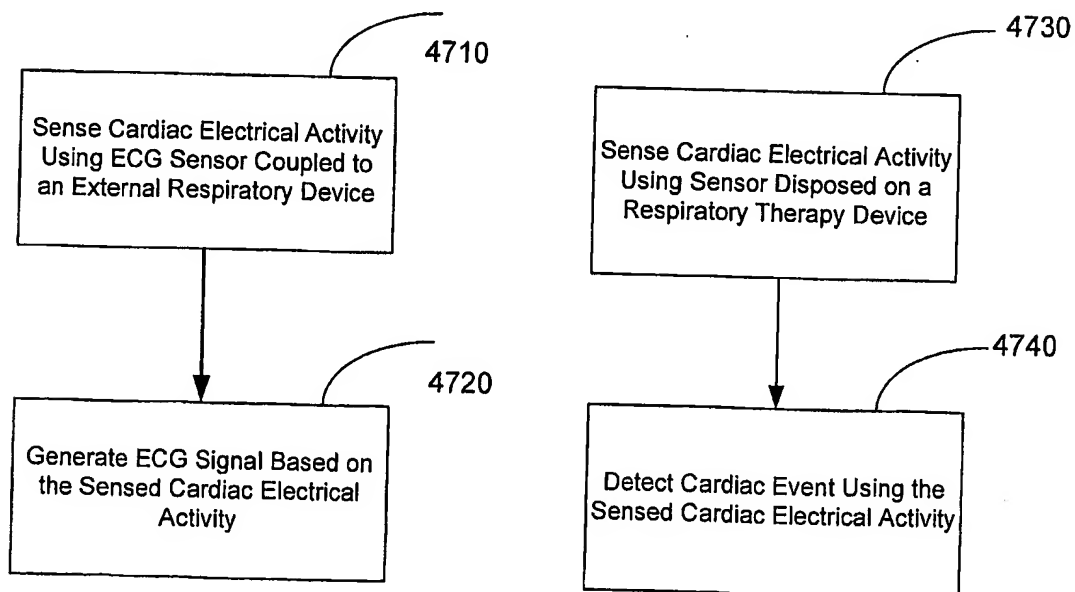 4710
Sense Cardiac Electrical Activity
Using ECG Sensor Coupled to
an External Respiratory Device
4720
Generate ECG Signal Based on
the Sensed Cardiac Electrical
Activity
4730
Sense Cardiac Electrical Activity
Using Sensor Disposed on a
Respiratory Therapy Device
4740
Detect Cardiac Event Using the
Sensed Cardiac Electrical Activity